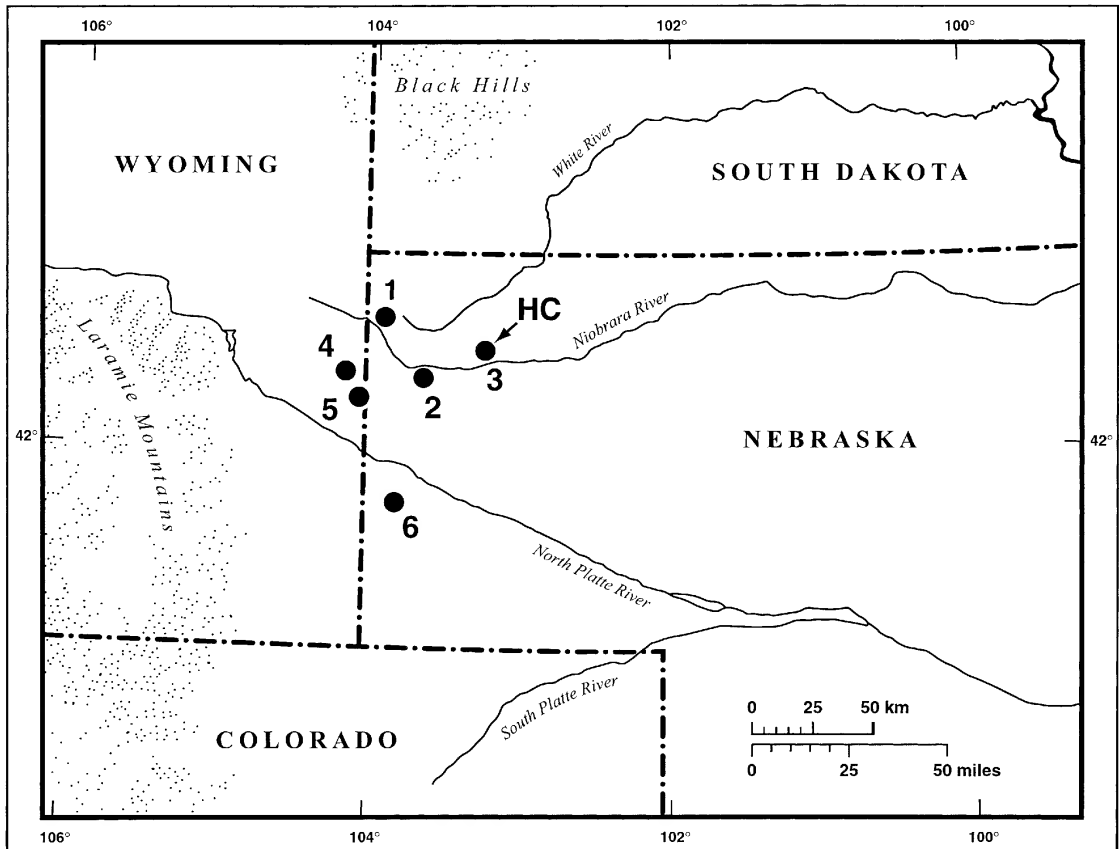 106° 104° 102° 100°
Black Hills
WYOMING
White River
SOUTH DAKOTA
1
HC
Niobrara River
4
3
2
5
Laramie Mountains
42° 42°
NEBRASKA
6
North Platte River
South Platte River
0 25 50 km
COLORADO
0 25 50 miles
106° 104° 102° 100°